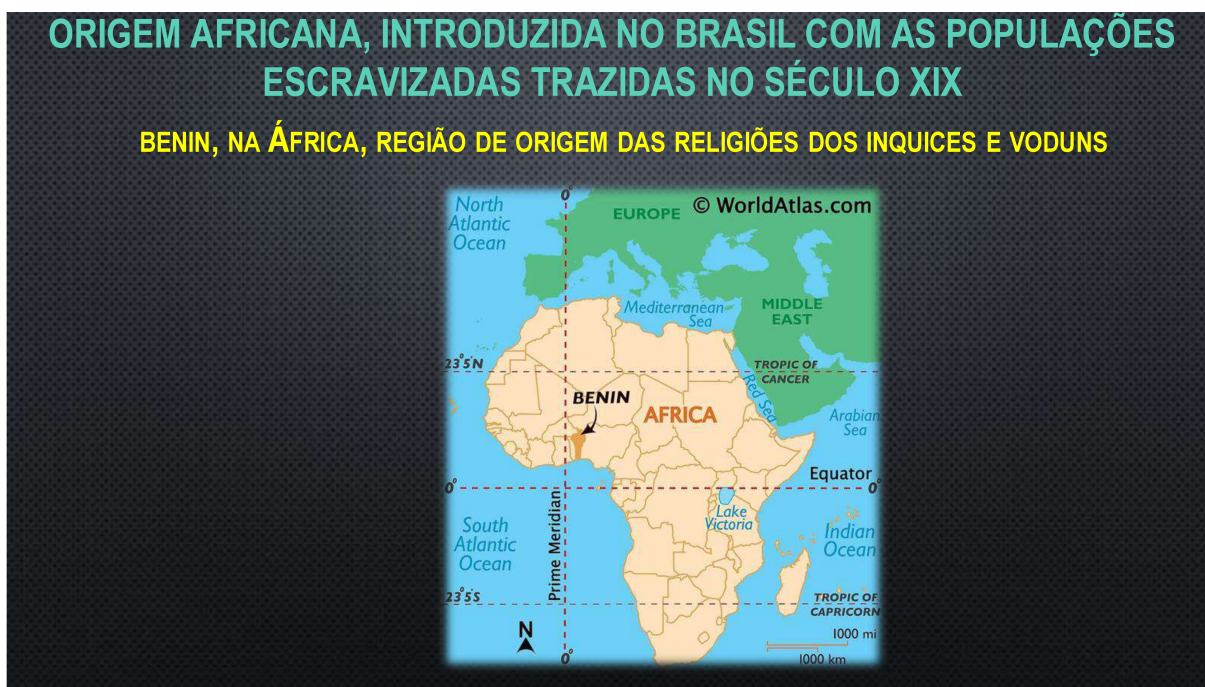 ORIGEM AFRICANA, INTRODUZIDA NO BRASIL COM AS POPULAÇÕES
ESCRAVIZADAS TRAZIDAS NO SÉCULO XIX
BENIN, NA ÁFRICA, REGIÃO DE ORIGEM DAS RELIGIÕES DOS INQUICES E VODUNS
0°
North
Atlantic
Ocean
EUROPE
© WorldAtlas.com
Mediterranean
Sea
MIDDLE
EAST
23°5'N
TROPIC OF
CANCER
Red Sea
BENIN
AFRICA
Arabian
Sea
Equator
0°
0°
Prime Meridian
Lake
Victoria
South
Atlantic
Ocean
Indian
Ocean
23°5'S
TROPIC OF
CAPRICORN
N
1000 mi
1000 km
0°